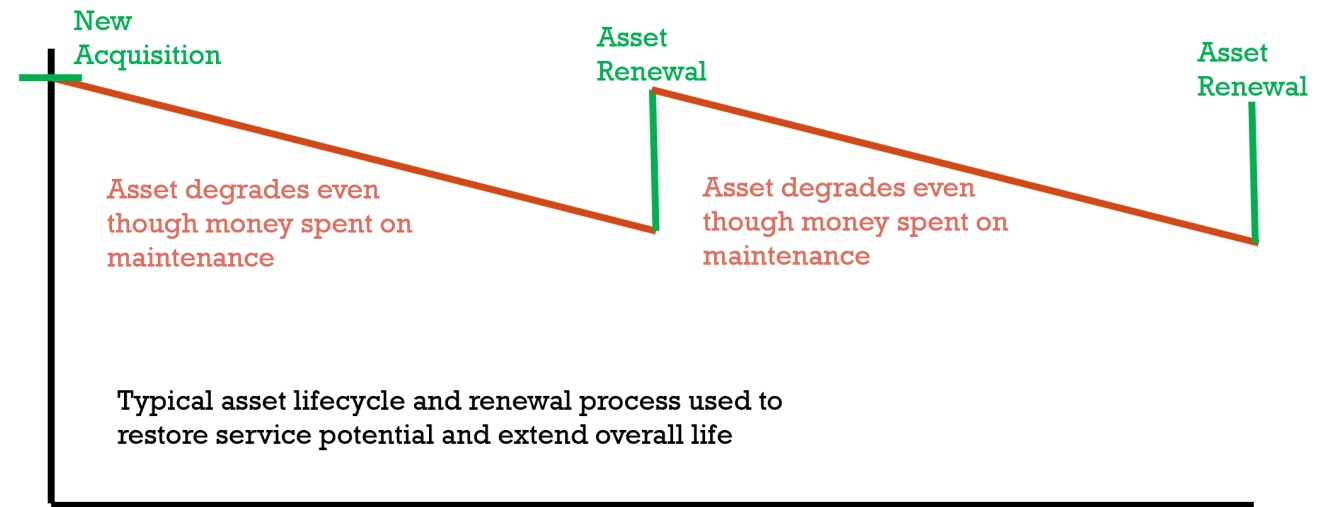 New
Acquisition
Asset
Renewal
Asset
Renewal
Asset degrades even
though money spent on
maintenance
Asset degrades even
though money spent on
maintenance
Typical asset lifecycle and renewal process used to
restore service potential and extend overall life